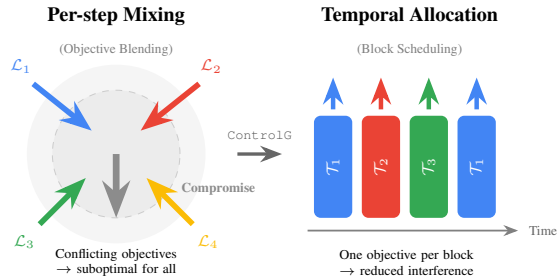 Per-step Mixing
(Objective Blending)
ℒ₁
ℒ₂
Compromise
ℒ₃
ℒ₄
Conflicting objectives
→ suboptimal for all
ControlG
Temporal Allocation
(Block Scheduling)
𝒯₁
𝒯₂
𝒯₃
𝒯₁
Time
One objective per block
→ reduced interference